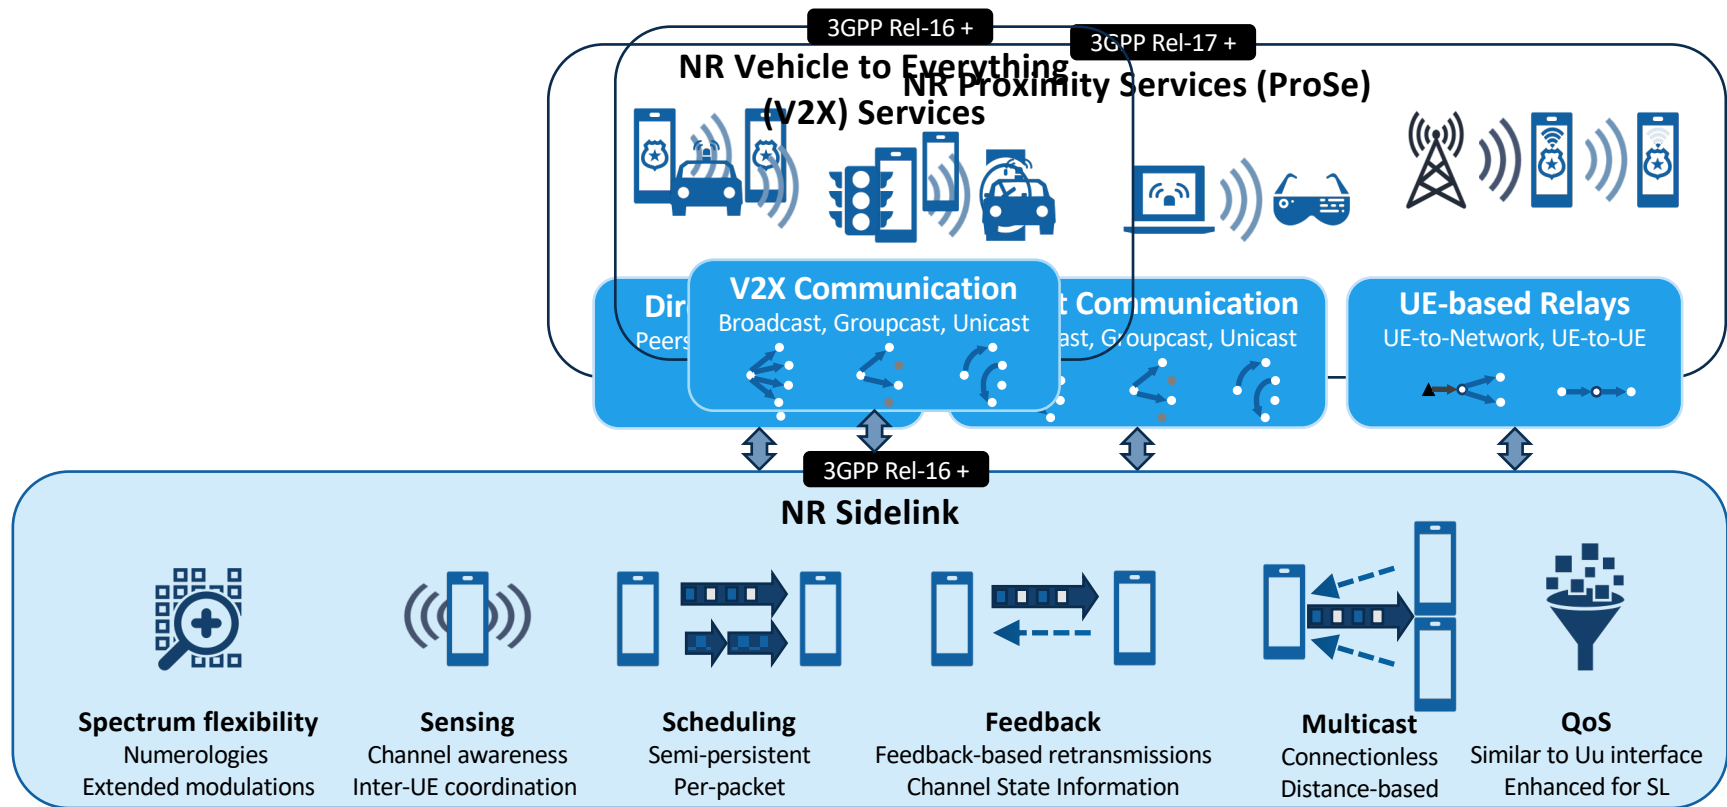 3GPP Rel-16 +
3GPP Rel-17 +
NR Vehicle to Everything
(V2X) Services
NR Proximity Services (ProSe)
V2X Communication
Broadcast, Groupcast, Unicast
Dir
Peers
t Communication
ast, Groupcast, Unicast
UE-based Relays
UE-to-Network, UE-to-UE
3GPP Rel-16 +
NR Sidelink
Spectrum flexibility
Numerologies
Extended modulations
Sensing
Channel awareness
Inter-UE coordination
Scheduling
Semi-persistent
Per-packet
Feedback
Feedback-based retransmissions
Channel State Information
Multicast
Connectionless
Distance-based
QoS
Similar to Uu interface
Enhanced for SL